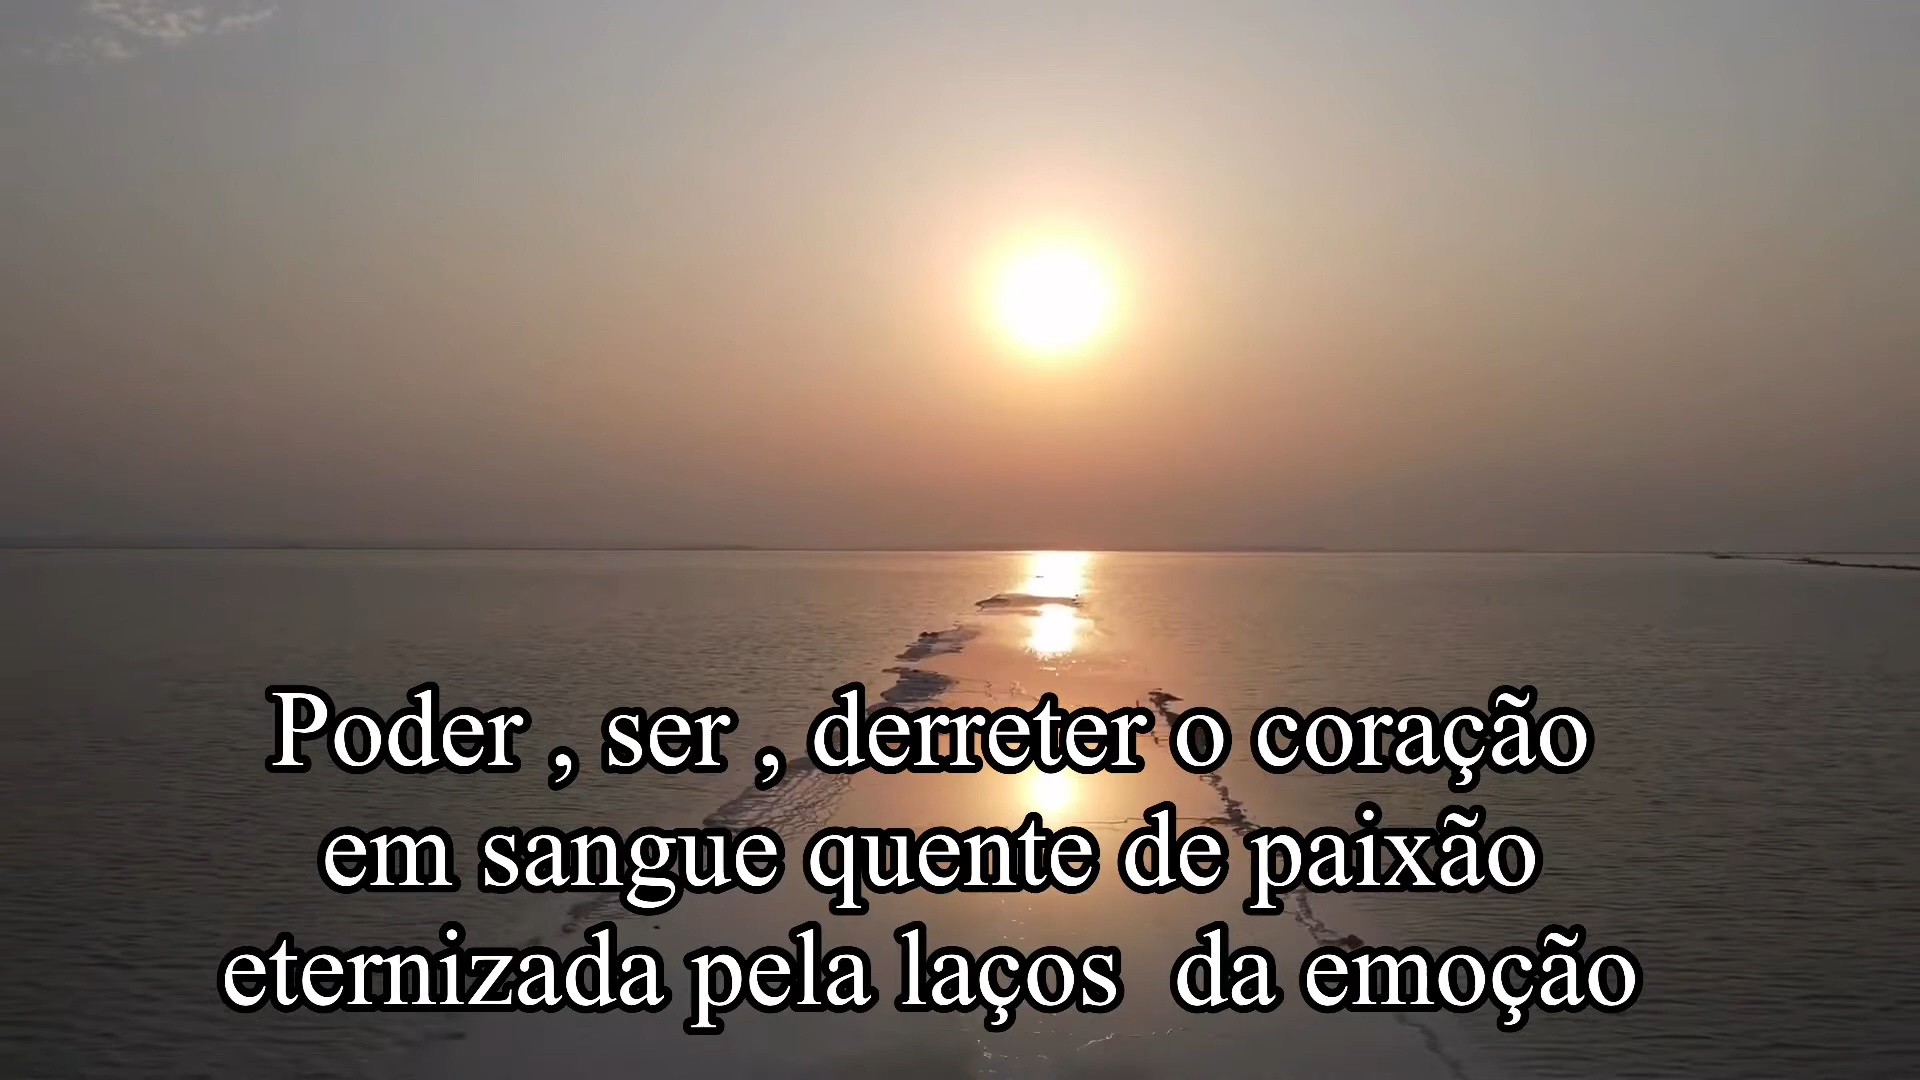 Poder , ser , derreter o coração
em sangue quente de paixão
eternizada pela laços  da emoção